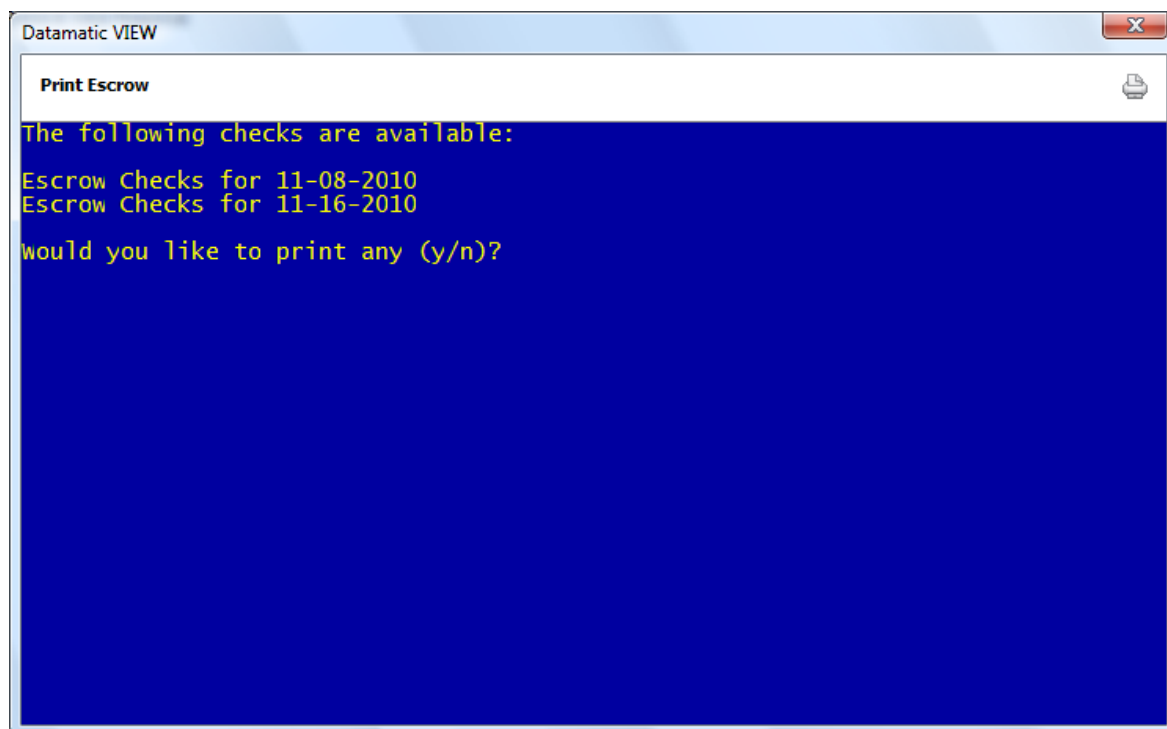 Datamatic VIEW
Print Escrow
The following checks are available:
Escrow Checks for 11-08-2010
Escrow Checks for 11-16-2010
Would you like to print any (y/n)?